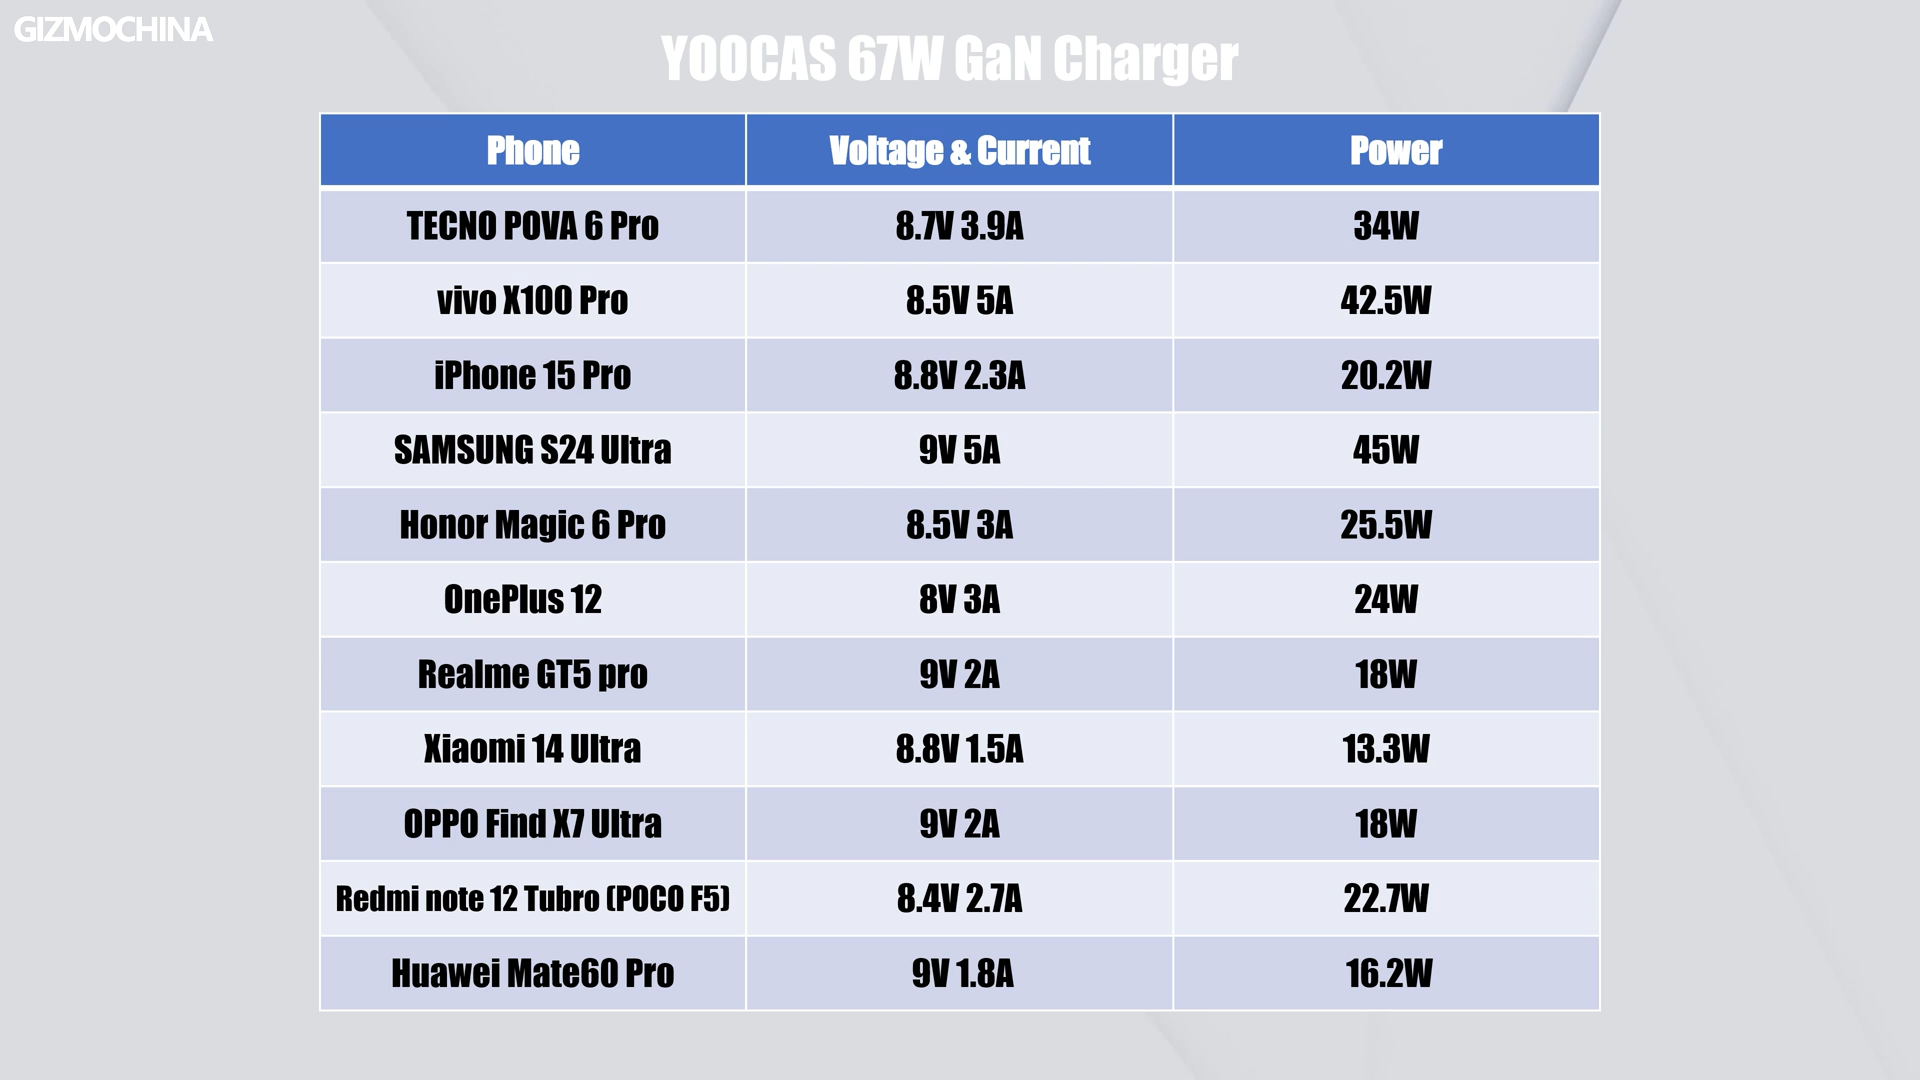 GIZMOCHINA
YOOCAS 67W GaN Charger
Phone Voltage & Current Power
TECNO POVA 6 Pro 8.7V 3.9A 34W
vivo X100 Pro 8.5V 5A 42.5W
iPhone 15 Pro 8.8V 2.3A 20.2W
SAMSUNG S24 Ultra 9V 5A 45W
Honor Magic 6 Pro 8.5V 3A 25.5W
OnePlus 12 8V 3A 24W
Realme GT5 pro 9V 2A 18W
Xiaomi 14 Ultra 8.8V 1.5A 13.3W
OPPO Find X7 Ultra 9V 2A 18W
Redmi note 12 Tubro (POCO F5) 8.4V 2.7A 22.7W
Huawei Mate60 Pro 9V 1.8A 16.2W